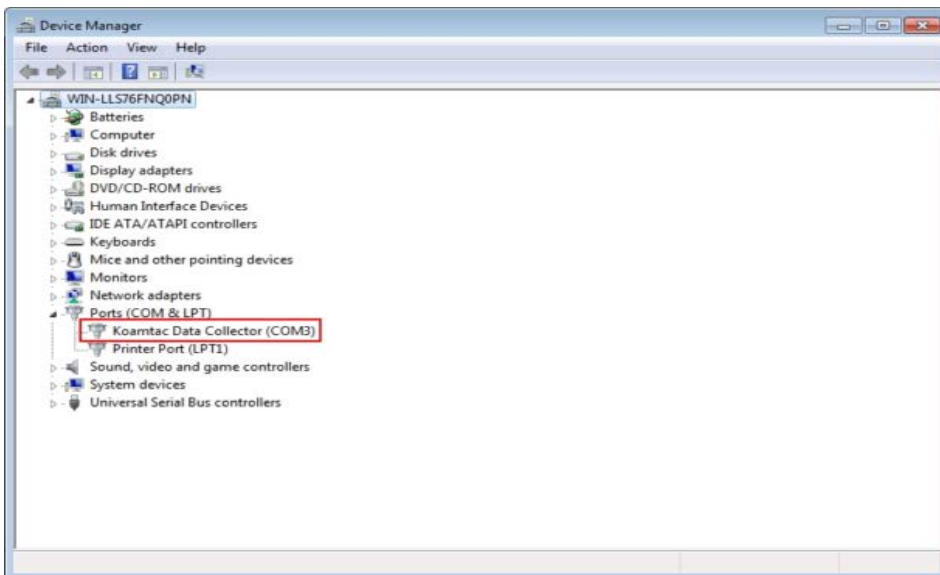 Device Manager
File Action View Help
WIN-LLS76FNQ0PN
Batteries
Computer
Disk drives
Display adapters
DVD/CD-ROM drives
Human Interface Devices
IDE ATA/ATAPI controllers
Keyboards
Mice and other pointing devices
Monitors
Network adapters
Ports (COM & LPT)
Koamtac Data Collector (COM3)
Printer Port (LPT1)
Sound, video and game controllers
System devices
Universal Serial Bus controllers